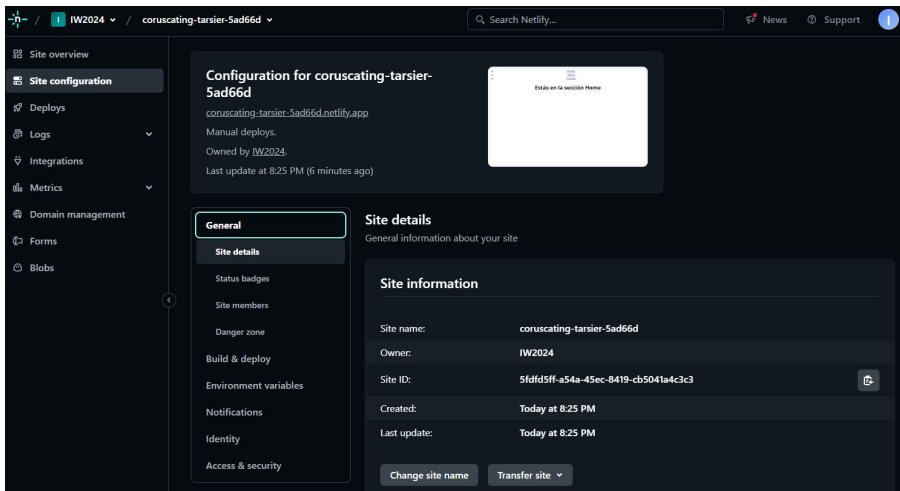 IW2024 / coruscating-tarsier-5ad66d
Search Netlify...
News
Support
I
Site overview
Site configuration
Deploys
Logs
Integrations
Metrics
Domain management
Forms
Blobs
Configuration for coruscating-tarsier-
5ad66d
coruscating-tarsier-5ad66d.netlify.app
Manual deploys.
Owned by IW2024.
Last update at 8:25 PM (6 minutes ago)
Estás en la sección Home
General
Site details
Status badges
Site members
Danger zone
Build & deploy
Environment variables
Notifications
Identity
Access & security
Site details
General information about your site
Site information
Site name: coruscating-tarsier-5ad66d
Owner: IW2024
Site ID: 5fdfd5ff-a54a-45ec-8419-cb5041a4c3c3
Created: Today at 8:25 PM
Last update: Today at 8:25 PM
Change site name
Transfer site